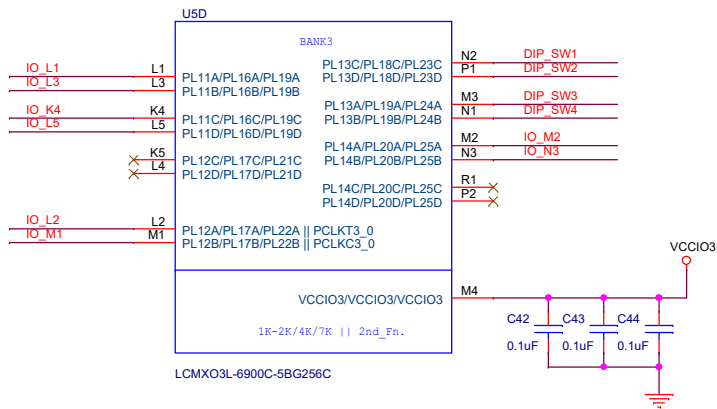 U5D
BANK3
IO_L1 L1 PL11A/PL16A/PL19A
IO_L3 L3 PL11B/PL16B/PL19B
IO_K4 K4 PL11C/PL16C/PL19C
IO_L5 L5 PL11D/PL16D/PL19D
K5 PL12C/PL17C/PL21C
L4 PL12D/PL17D/PL21D
IO_L2 L2 PL12A/PL17A/PL22A || PCLKT3_0
IO_M1 M1 PL12B/PL17B/PL22B || PCLKC3_0
PL13C/PL18C/PL23C N2 DIP_SW1
PL13D/PL18D/PL23D P1 DIP_SW2
PL13A/PL19A/PL24A M3 DIP_SW3
PL13B/PL19B/PL24B N1 DIP_SW4
PL14A/PL20A/PL25A M2 IO_M2
PL14B/PL20B/PL25B N3 IO_N3
PL14C/PL20C/PL25C R1
PL14D/PL20D/PL25D P2
VCCIO3/VCCIO3/VCCIO3 M4
VCCIO3
1K-2K/4K/7K || 2nd_Fn.
C42 C43 C44
0.1uF 0.1uF 0.1uF
LCMXO3L-6900C-5BG256C